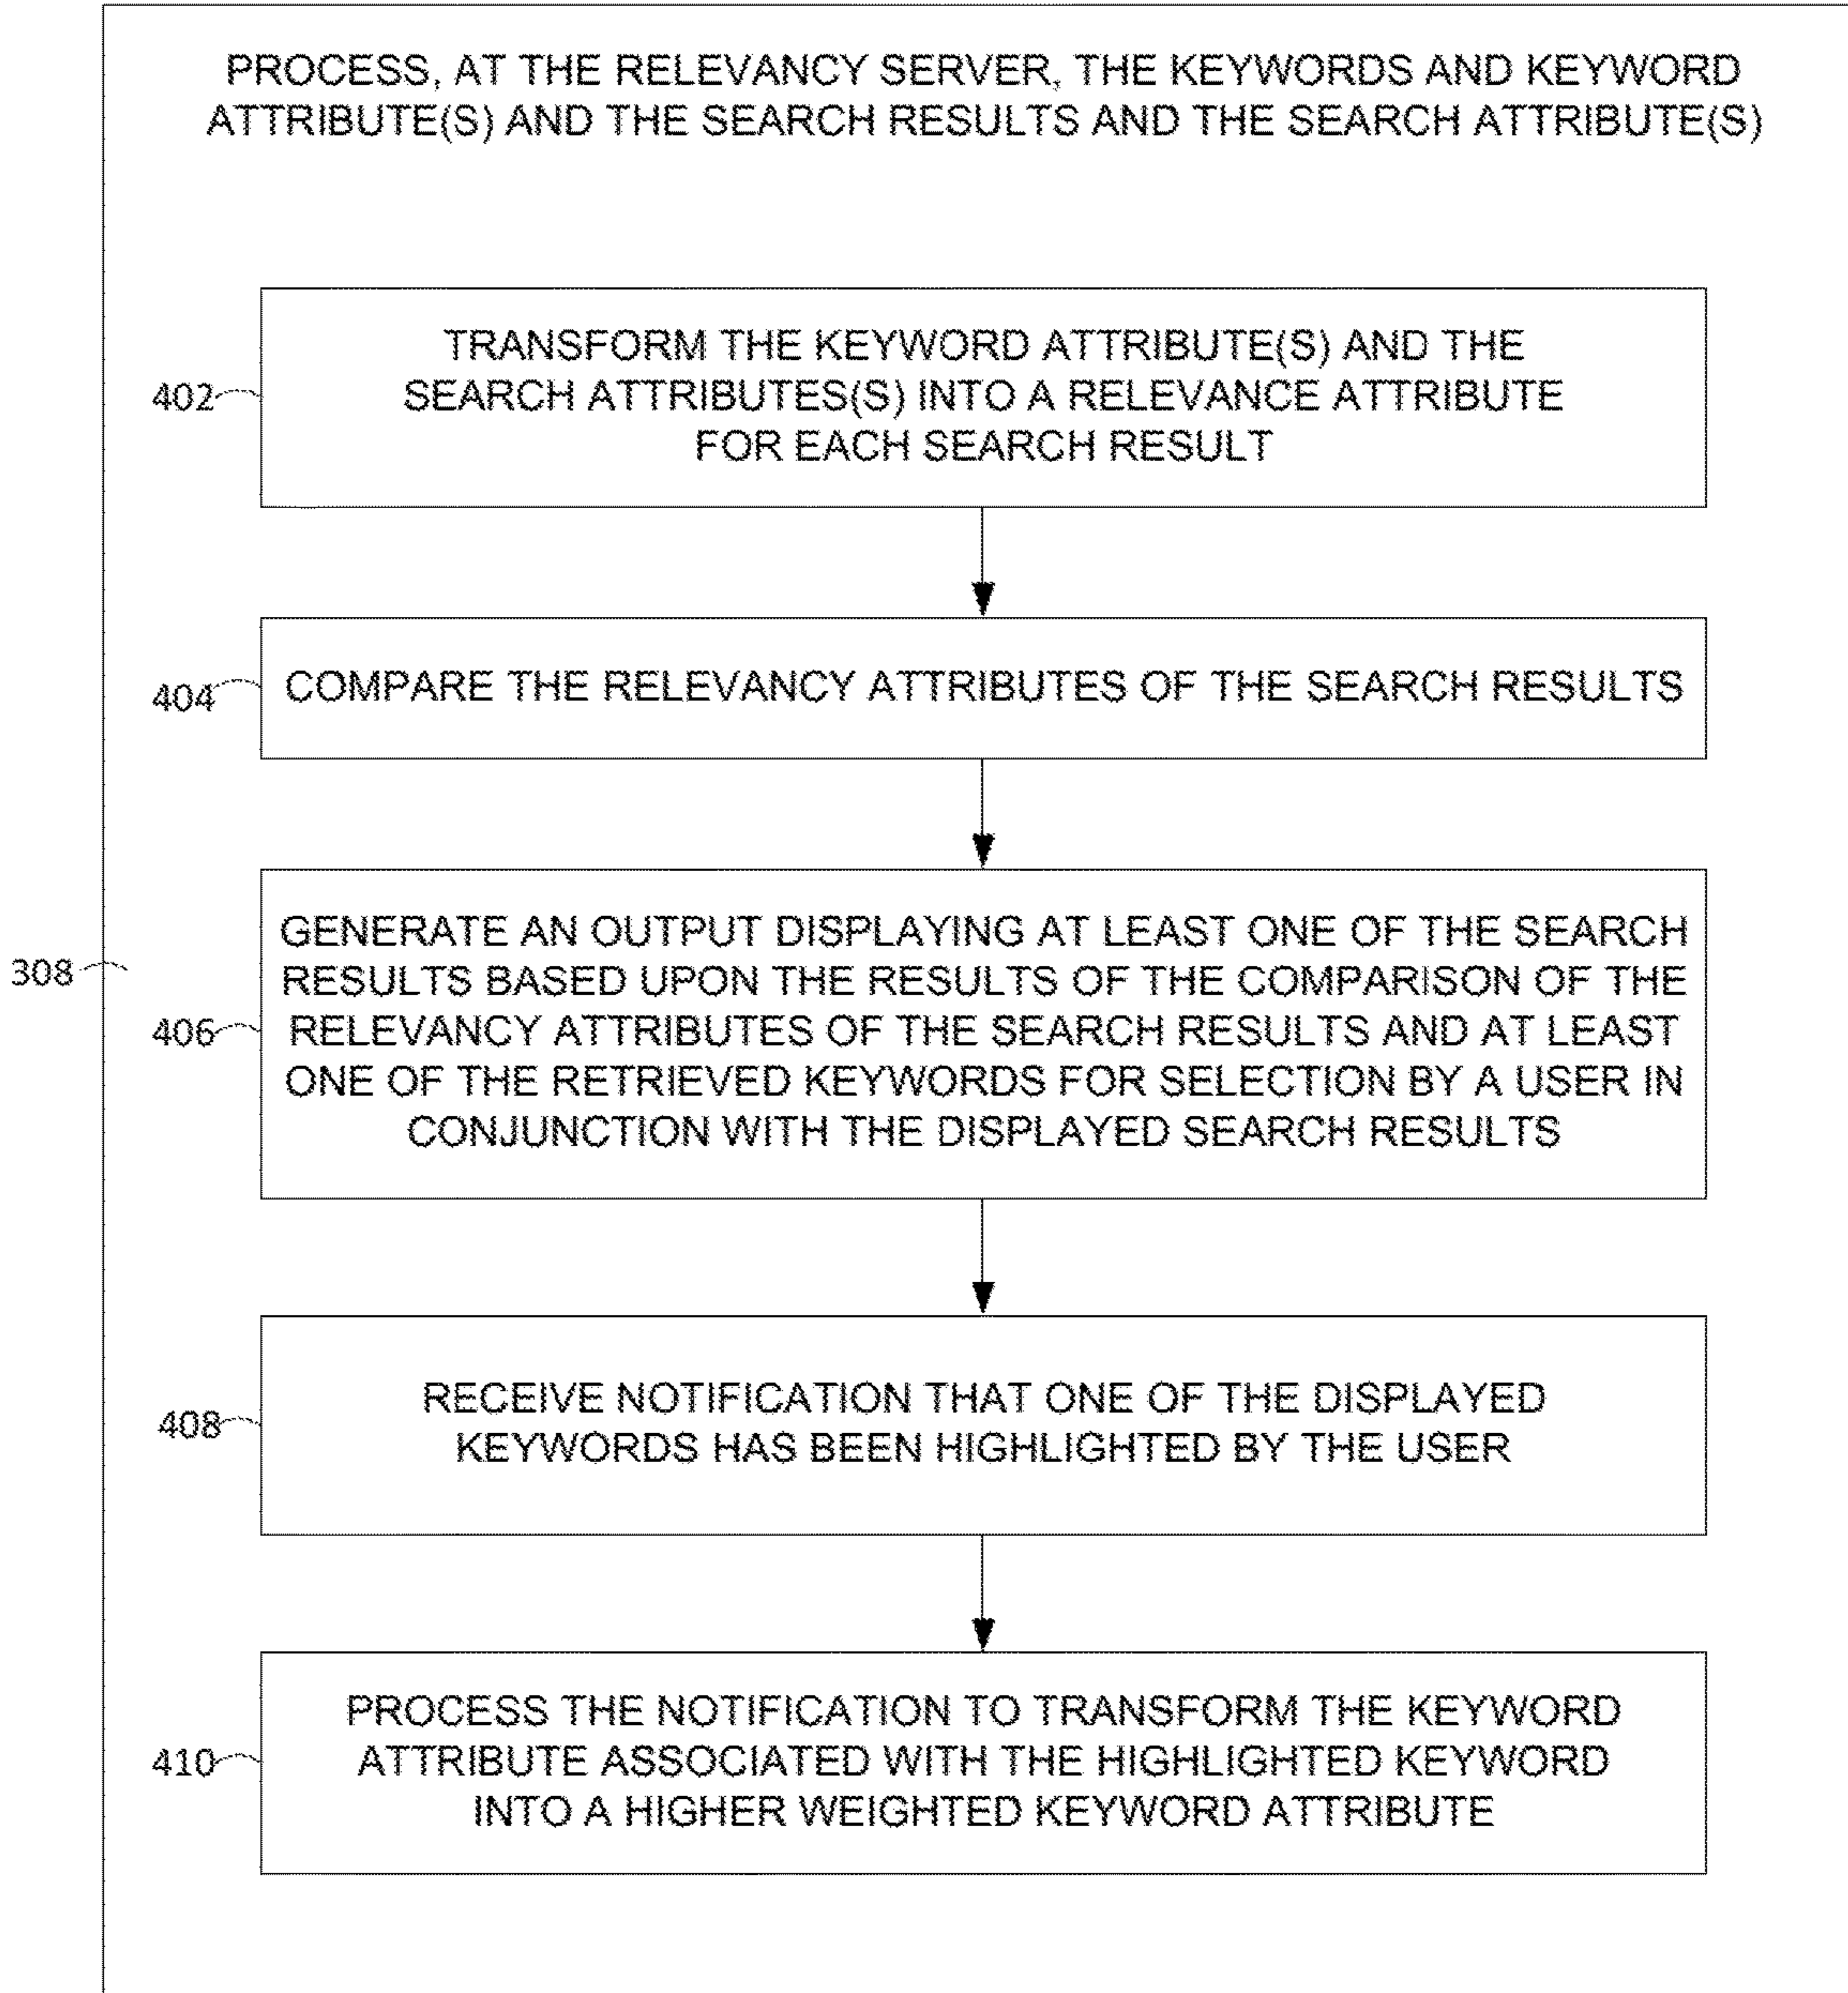 PROCESS, AT THE RELEVANCY SERVER, THE KEYWORDS AND KEYWORD
ATTRIBUTE(S) AND THE SEARCH RESULTS AND THE SEARCH ATTRIBUTE(S)
TRANSFORM THE KEYWORD ATTRIBUTE(S) AND THE
402
SEARCH ATTRIBUTES(S) INTO A RELEVANCE ATTRIBUTE
FOR EACH SEARCH RESULT
404
COMPARE THE RELEVANCY ATTRIBUTES OF THE SEARCH RESULTS
GENERATE AN OUTPUT DISPLAYING AT LEAST ONE OF THE SEARCH
308
RESULTS BASED UPON THE RESULTS OF THE COMPARISON OF THE
406
RELEVANCY ATTRIBUTES OF THE SEARCH RESULTS AND AT LEAST
ONE OF THE RETRIEVED KEYWORDS FOR SELECTION BY A USER IN
CONJUNCTION WITH THE DISPLAYED SEARCH RESULTS
RECEIVE NOTIFICATION THAT ONE OF THE DISPLAYED
408
KEYWORDS HAS BEEN HIGHLIGHTED BY THE USER
PROCESS THE NOTIFICATION TO TRANSFORM THE KEYWORD
410
ATTRIBUTE ASSOCIATED WITH THE HIGHLIGHTED KEYWORD
INTO A HIGHER WEIGHTED KEYWORD ATTRIBUTE